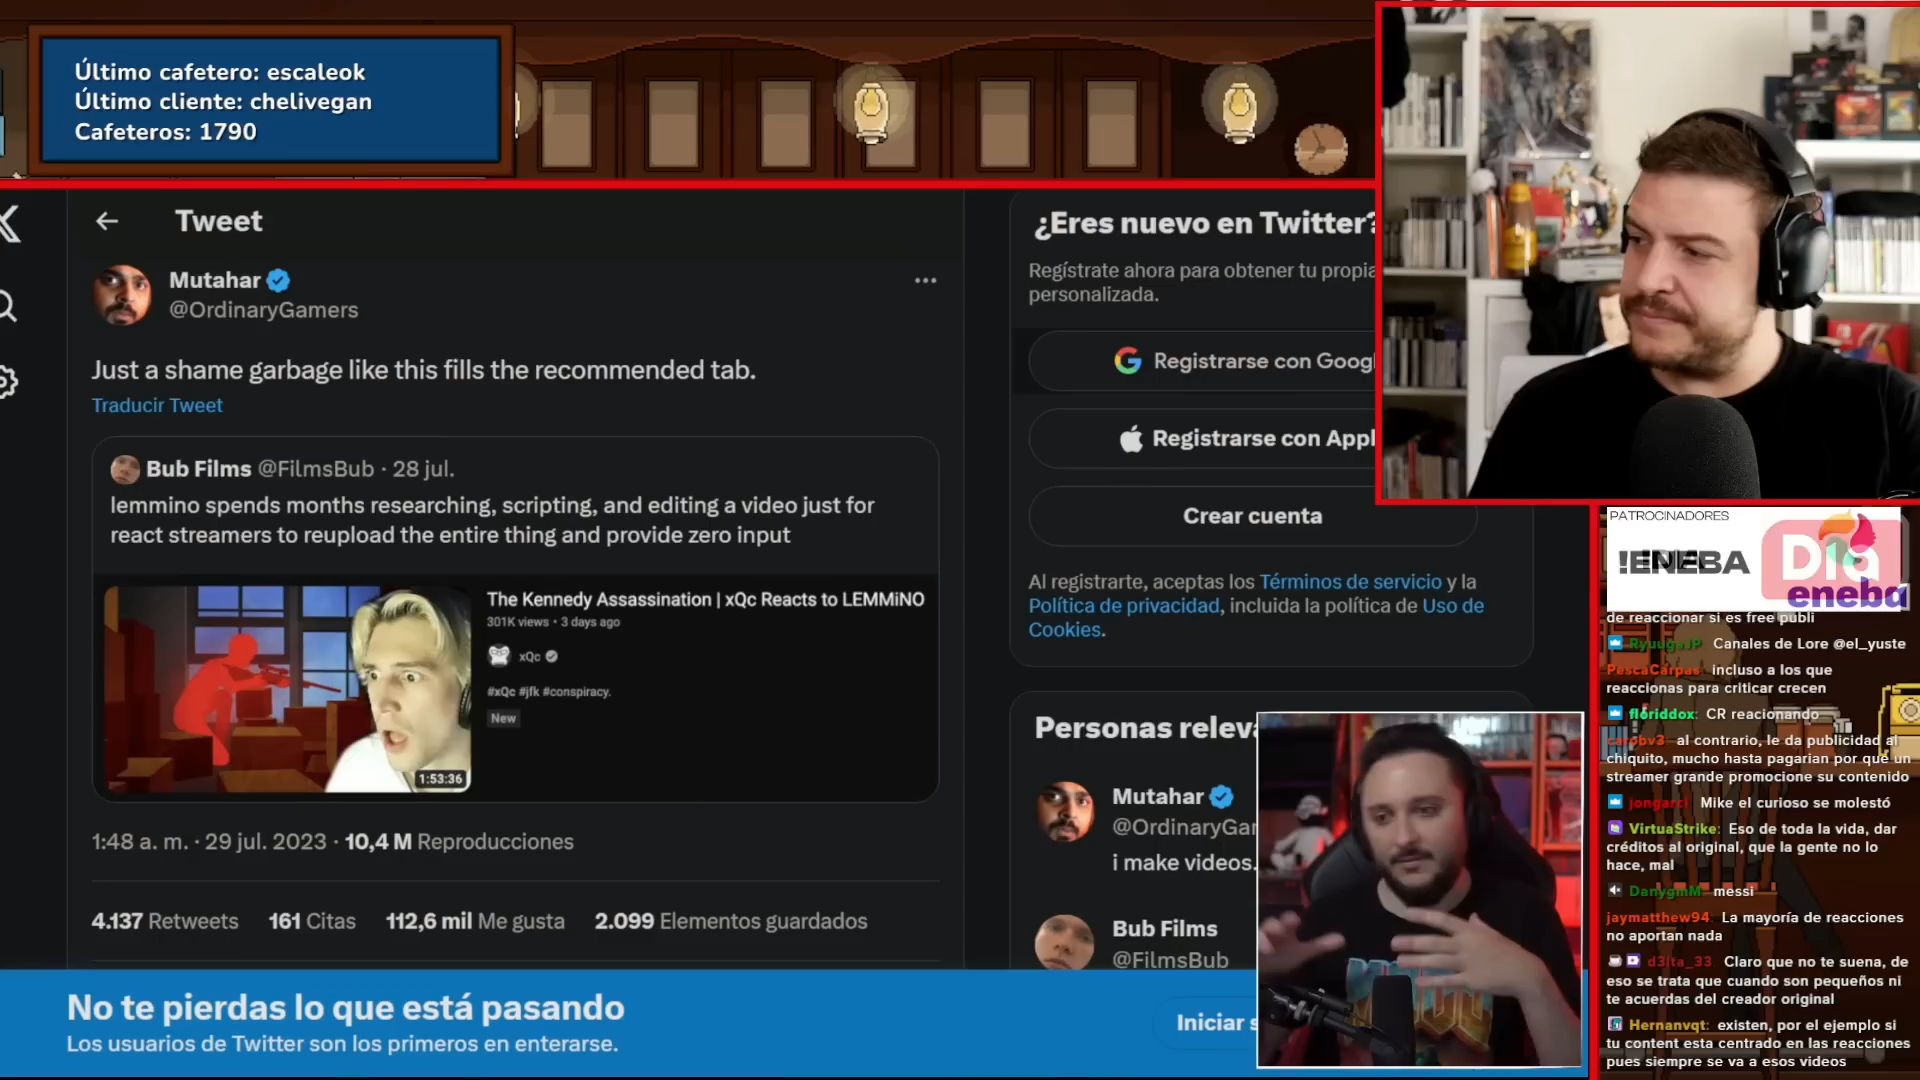 Último cafetero: escaleok
Último cliente: chelivegan
Cafeteros: 1790
Tweet
Mutahar
@OrdinaryGamers
Just a shame garbage like this fills the recommended tab.
Traducir Tweet
Bub Films @FilmsBub · 28 jul.
lemmino spends months researching, scripting, and editing a video just for
react streamers to reupload the entire thing and provide zero input
The Kennedy Assassination | xQc Reacts to LEMMiNO
301K views • 3 days ago
xQc
#xQc #jfk #conspiracy.
New
1:53:36
1:48 a. m. · 29 jul. 2023 · 10,4 M Reproducciones
4.137 Retweets 161 Citas 112,6 mil Me gusta 2.099 Elementos guardados
¿Eres nuevo en Twitter?
Regístrate ahora para obtener tu propia
personalizada.
Registrarse con Googl
Registrarse con Appl
Crear cuenta
Al registrarte, aceptas los Términos de servicio y la
Política de privacidad, incluida la política de Uso de
Cookies.
Personas releva
Mutahar
@OrdinaryGar
i make videos.
Bub Films
@FilmsBub
No te pierdas lo que está pasando
Los usuarios de Twitter son los primeros en enterarse.
Iniciar s
PATROCINADORES
!ENEBA
Día
eneba
de reaccionar si es free publi
RyuugaJP Canales de Lore @el_yuste
PescaCarpas incluso a los que
reaccionas para criticar crecen
floriddox: CR reacionando
carobv3 al contrario, le da publicidad al
chiquito, mucho hasta pagarian por que un
streamer grande promocione su contenido
jongarci Mike el curioso se molestó
VirtuaStrike: Eso de toda la vida, dar
créditos al original, que la gente no lo
hace, mal
DanygmM messi
jaymatthew94: La mayoría de reacciones
no aportan nada
d3lta_33 Claro que no te suena, de
eso se trata que cuando son pequeños ni
te acuerdas del creador original
Hernanvqt: existen, por el ejemplo si
tu content esta centrado en las reacciones
pues siempre se va a esos videos